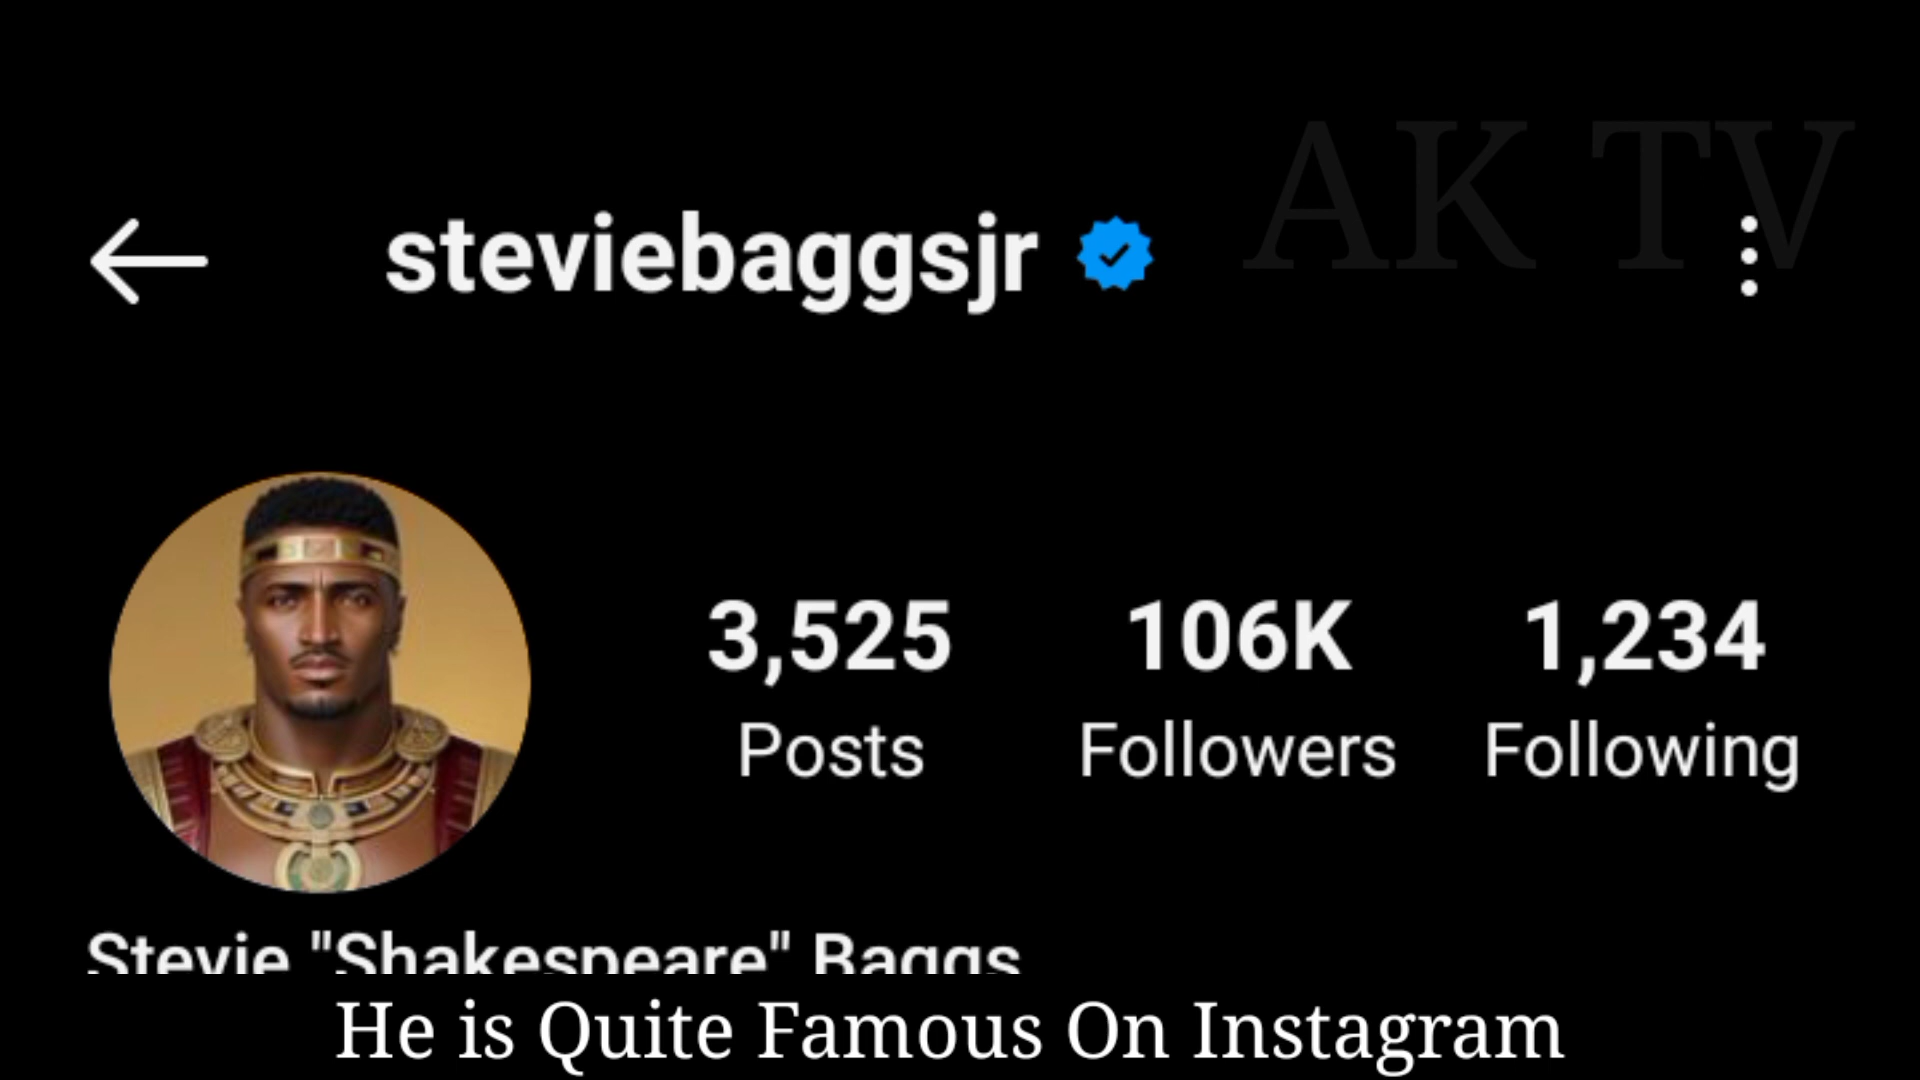 AK TV
steviebaggsjr
3,525 106K 1,234
Posts Followers Following
Stevie "Shakespeare" Baggs
He is Quite Famous On Instagram